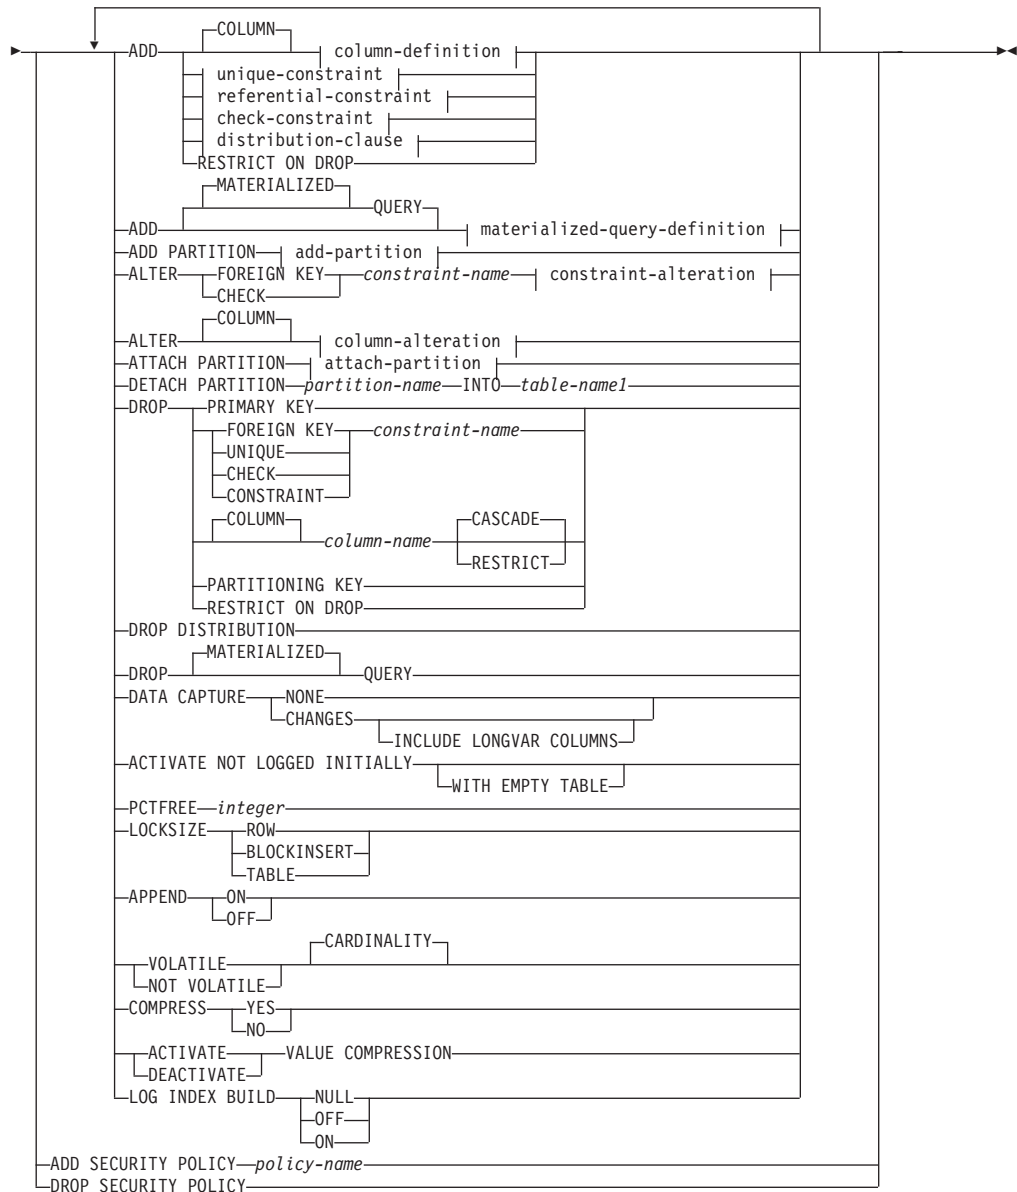 COLUMN
ADD column-definition
unique-constraint
referential-constraint
check-constraint
distribution-clause
RESTRICT ON DROP
MATERIALIZED
QUERY
ADD materialized-query-definition
ADD PARTITION add-partition
ALTER FOREIGN KEY constraint-name constraint-alteration
CHECK
COLUMN
ALTER column-alteration
ATTACH PARTITION attach-partition
DETACH PARTITION partition-name INTO table-name1
DROP PRIMARY KEY
FOREIGN KEY constraint-name
UNIQUE
CHECK
CONSTRAINT
COLUMN CASCADE
column-name
RESTRICT
PARTITIONING KEY
RESTRICT ON DROP
DROP DISTRIBUTION
MATERIALIZED
DROP QUERY
DATA CAPTURE NONE
CHANGES
INCLUDE LONGVAR COLUMNS
ACTIVATE NOT LOGGED INITIALLY
WITH EMPTY TABLE
PCTFREE integer
LOCKSIZE ROW
BLOCKINSERT
TABLE
APPEND ON
OFF
CARDINALITY
VOLATILE
NOT VOLATILE
COMPRESS YES
NO
ACTIVATE VALUE COMPRESSION
DEACTIVATE
LOG INDEX BUILD NULL
OFF
ON
ADD SECURITY POLICY policy-name
DROP SECURITY POLICY